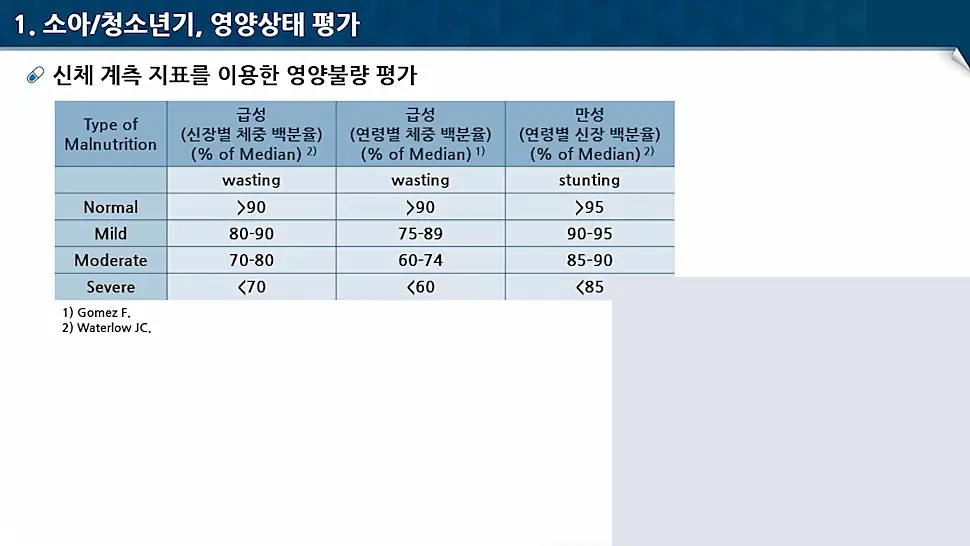 1. 소아/청소년기, 영양상태 평가
신체 계측 지표를 이용한 영양불량 평가
Type of Malnutrition 급성 (신장별 체중 백분율) (% of Median) 2) 급성 (연령별 체중 백분율) (% of Median) 1) 만성 (연령별 신장 백분율) (% of Median) 2)
wasting wasting stunting
Normal >90 >90 >95
Mild 80-90 75-89 90-95
Moderate 70-80 60-74 85-90
Severe <70 <60 <85
1) Gomez F.
2) Waterlow JC.